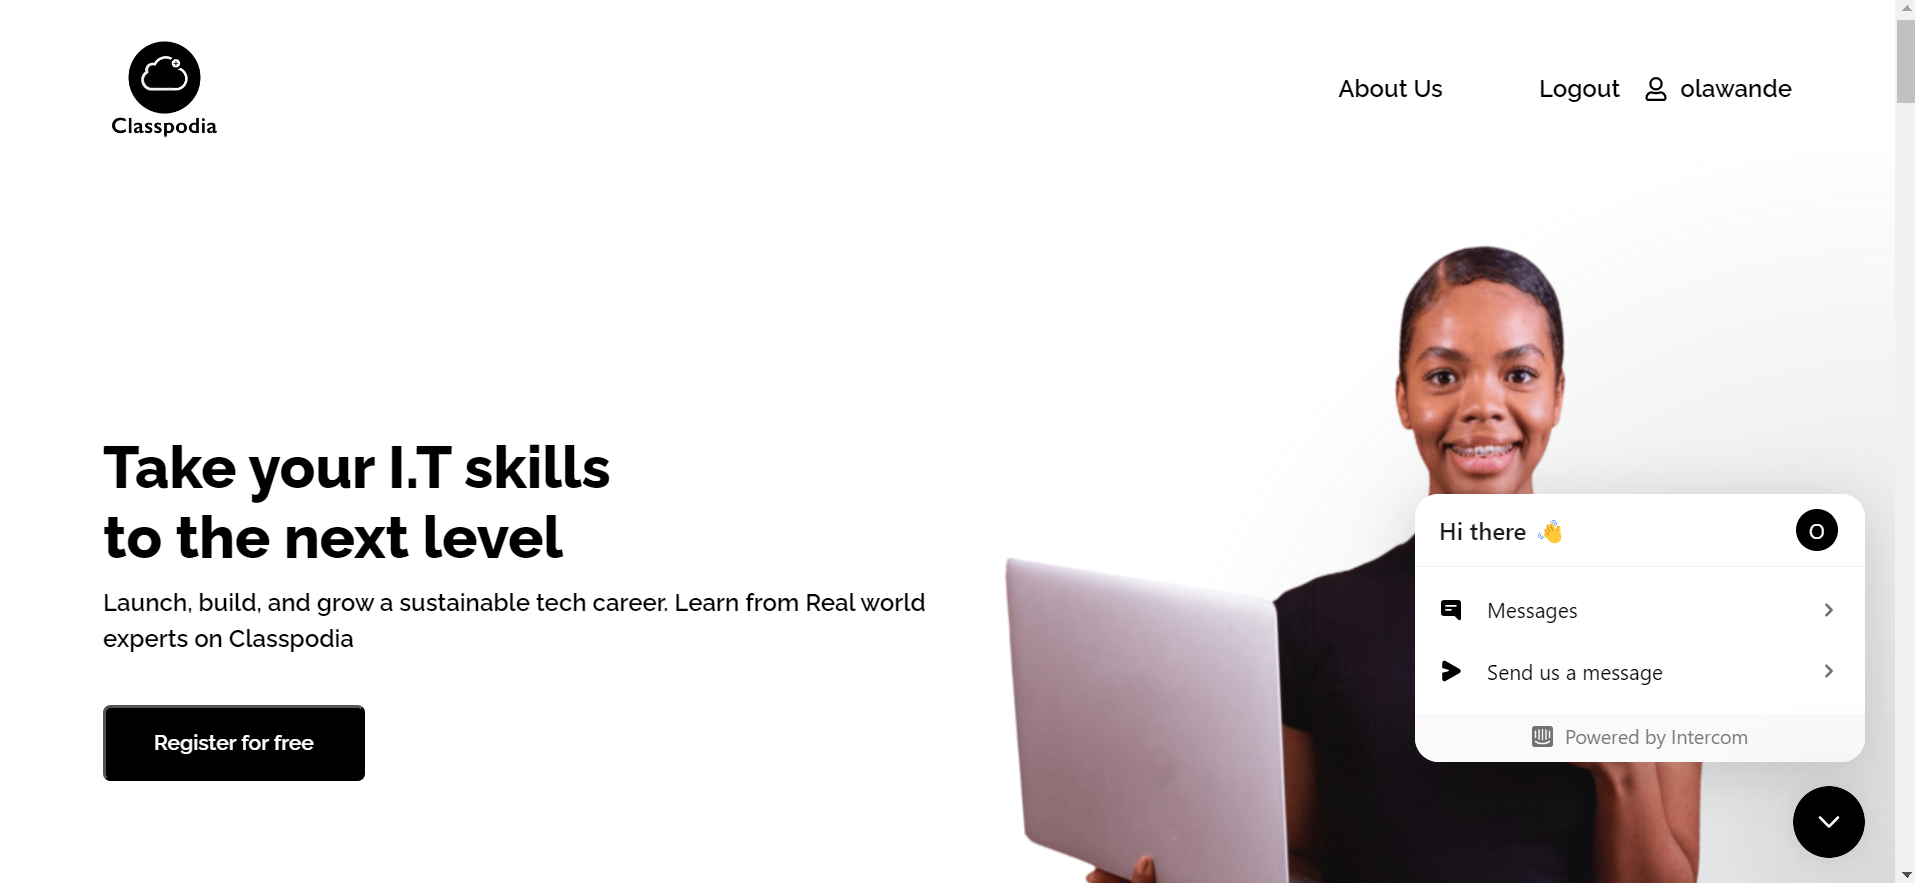 Classpodia
About Us
Logout
olawande
Take your I.T skills
to the next level
Launch, build, and grow a sustainable tech career. Learn from Real world
experts on Classpodia
Register for free
Hi there 👋
O
Messages
Send us a message
Powered by Intercom